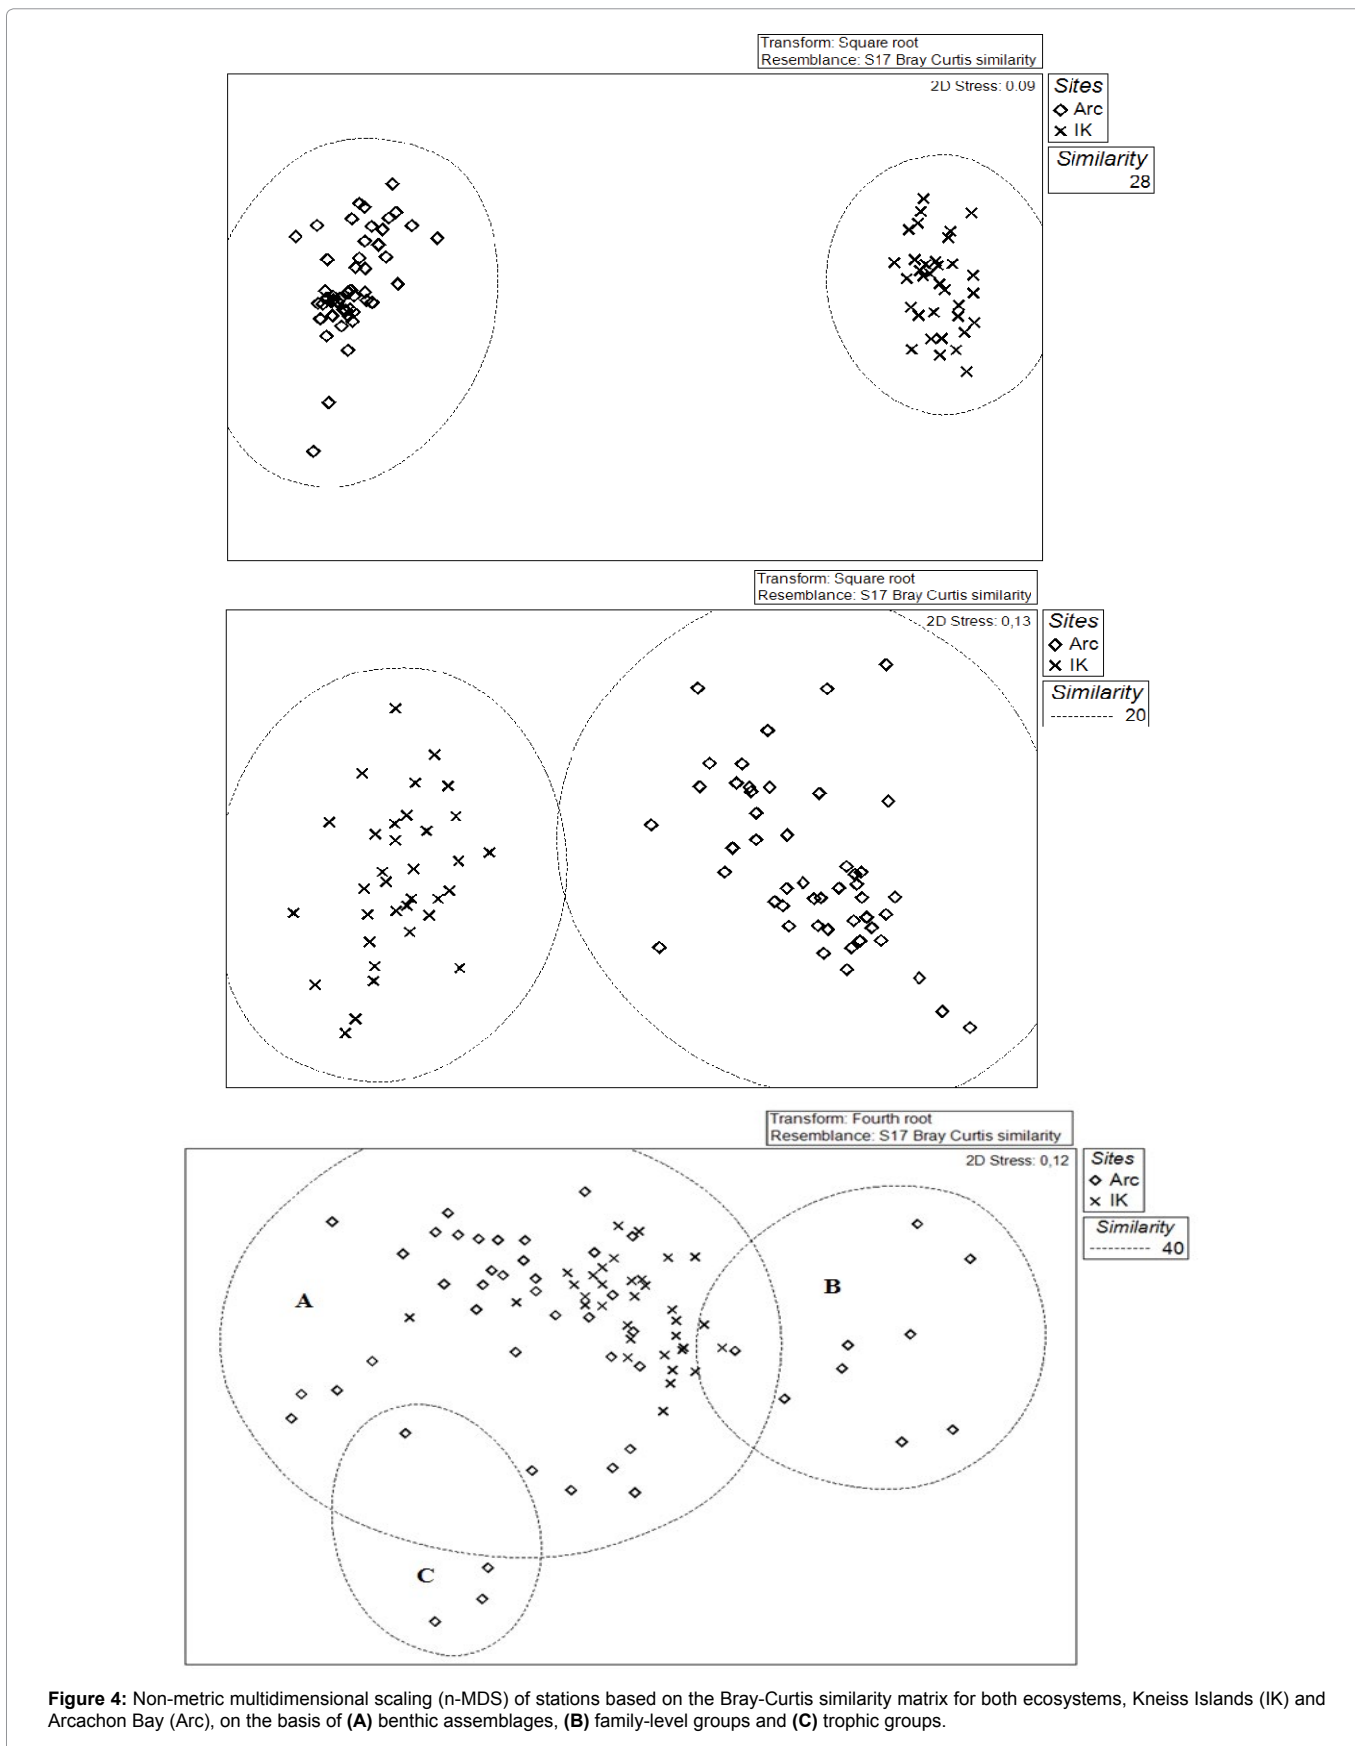 Transform: Square root
Resemblance: S17 Bray Curtis similarity
2D Stress: 0.09
Sites
Arc
IK
Similarity
28
Transform: Square root
Resemblance: S17 Bray Curtis similarity
2D Stress: 0,13
Sites
Arc
IK
Similarity
20
Transform: Fourth root
Resemblance: S17 Bray Curtis similarity
2D Stress: 0,12
Sites
Arc
IK
Similarity
40
A
B
C
Figure 4: Non-metric multidimensional scaling (n-MDS) of stations based on the Bray-Curtis similarity matrix for both ecosystems, Kneiss Islands (IK) and
Arcachon Bay (Arc), on the basis of (A) benthic assemblages, (B) family-level groups and (C) trophic groups.